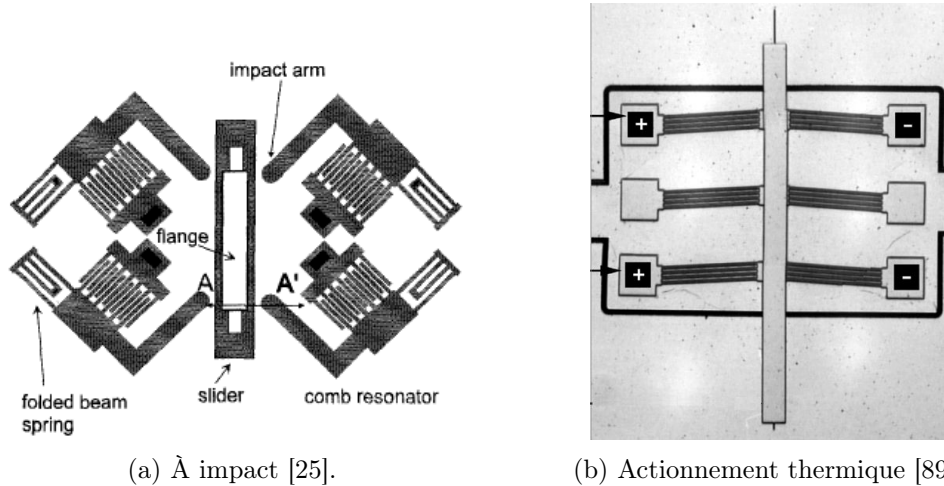 impact arm
flange
A
A'
folded beam
spring
slider
comb resonator
+
-
+
-
(a) À impact [25].
(b) Actionnement thermique [89